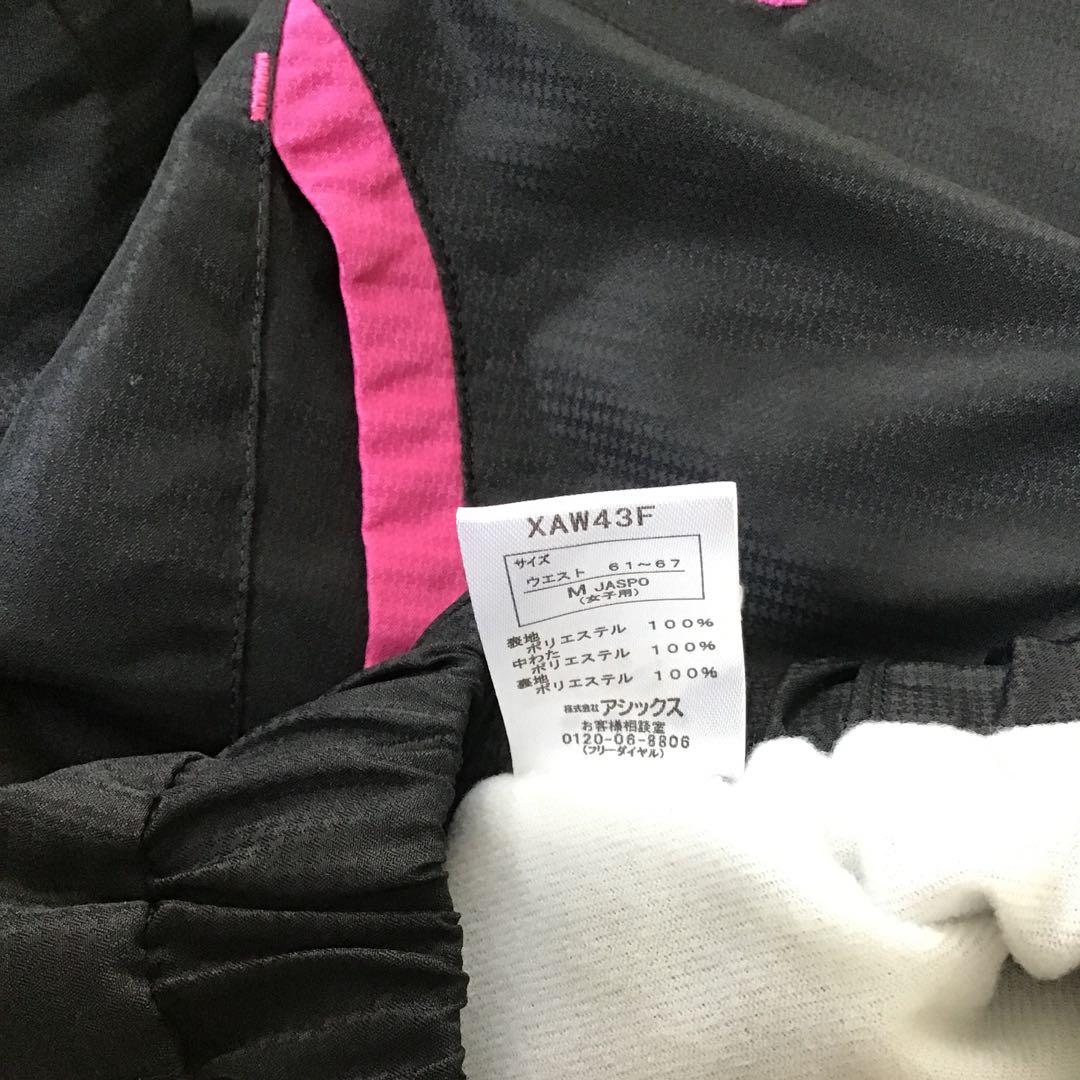 XAW43F
サイズ
ウエスト 61～67
M JASPO
(女子用)
表地
ポリエステル 100%
中わた
ポリエステル 100%
裏地
ポリエステル 100%
株式会社アシックス
お客様相談室
0120-06-8806
(フリーダイヤル)